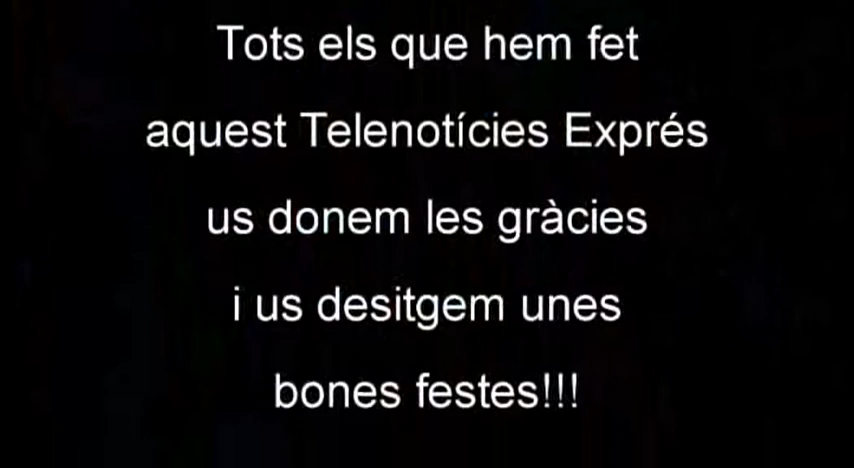 Tots els que hem fet
aquest Telenotícies Exprés
us donem les gràcies
i us desitgem unes
bones festes!!!